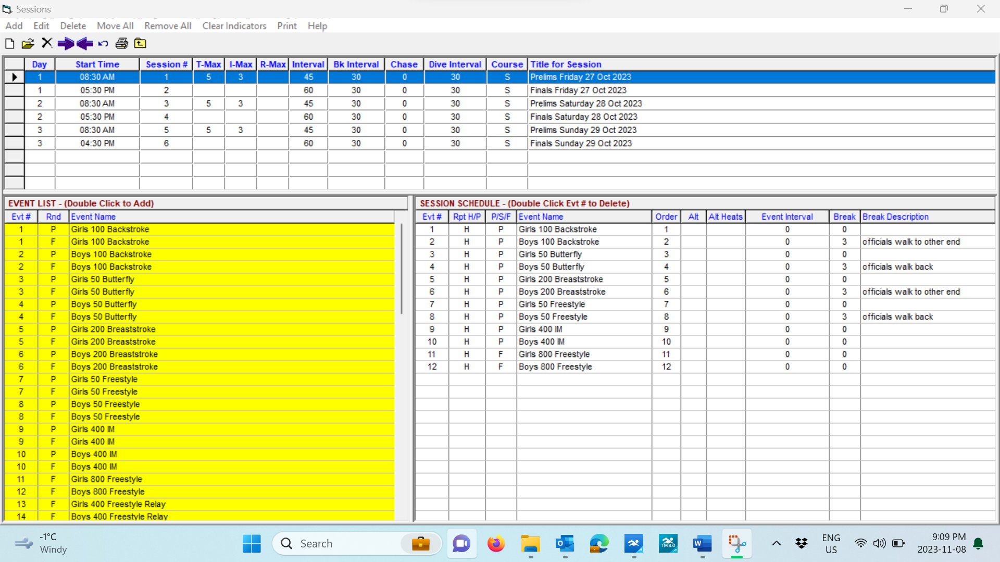 Sessions
Add Edit Delete Move All Remove All Clear Indicators Print Help
Day Start Time Session # T-Max I-Max R-Max Interval Bk Interval Chase Dive Interval Course Title for Session
1 08:30 AM 1 5 3 45 30 0 30 S Prelims Friday 27 Oct 2023
1 05:30 PM 2 60 30 0 30 S Finals Friday 27 Oct 2023
2 08:30 AM 3 5 3 45 30 0 30 S Prelims Saturday 28 Oct 2023
2 05:30 PM 4 60 30 0 30 S Finals Saturday 28 Oct 2023
3 08:30 AM 5 5 3 45 30 0 30 S Prelims Sunday 29 Oct 2023
3 04:30 PM 6 60 30 0 30 S Finals Sunday 29 Oct 2023
EVENT LIST - (Double Click to Add)
Evt # Rnd Event Name
1 P Girls 100 Backstroke
1 F Girls 100 Backstroke
2 P Boys 100 Backstroke
2 F Boys 100 Backstroke
3 P Girls 50 Butterfly
3 F Girls 50 Butterfly
4 P Boys 50 Butterfly
4 F Boys 50 Butterfly
5 P Girls 200 Breaststroke
5 F Girls 200 Breaststroke
6 P Boys 200 Breaststroke
6 F Boys 200 Breaststroke
7 P Girls 50 Freestyle
7 F Girls 50 Freestyle
8 P Boys 50 Freestyle
8 F Boys 50 Freestyle
9 P Girls 400 IM
9 F Girls 400 IM
10 P Boys 400 IM
10 F Boys 400 IM
11 F Girls 800 Freestyle
12 F Boys 800 Freestyle
13 F Girls 400 Freestyle Relay
14 F Boys 400 Freestyle Relay
SESSION SCHEDULE - (Double Click Evt # to Delete)
Evt # Rpt H/P P/S/F Event Name Order Alt Alt Heats Event Interval Break Break Description
1 H P Girls 100 Backstroke 1 0 0
2 H P Boys 100 Backstroke 2 0 3 officials walk to other end
3 H P Girls 50 Butterfly 3 0 0
4 H P Boys 50 Butterfly 4 0 3 officials walk back
5 H P Girls 200 Breaststroke 5 0 0
6 H P Boys 200 Breaststroke 6 0 3 officials walk to other end
7 H P Girls 50 Freestyle 7 0 0
8 H P Boys 50 Freestyle 8 0 3 officials walk back
9 H P Girls 400 IM 9 0 0
10 H P Boys 400 IM 10 0 0
11 H F Girls 800 Freestyle 11 0 0
12 H F Boys 800 Freestyle 12 0 0
-1°C
Windy
Search
TM 8.0
ENG
US
9:09 PM
2023-11-08